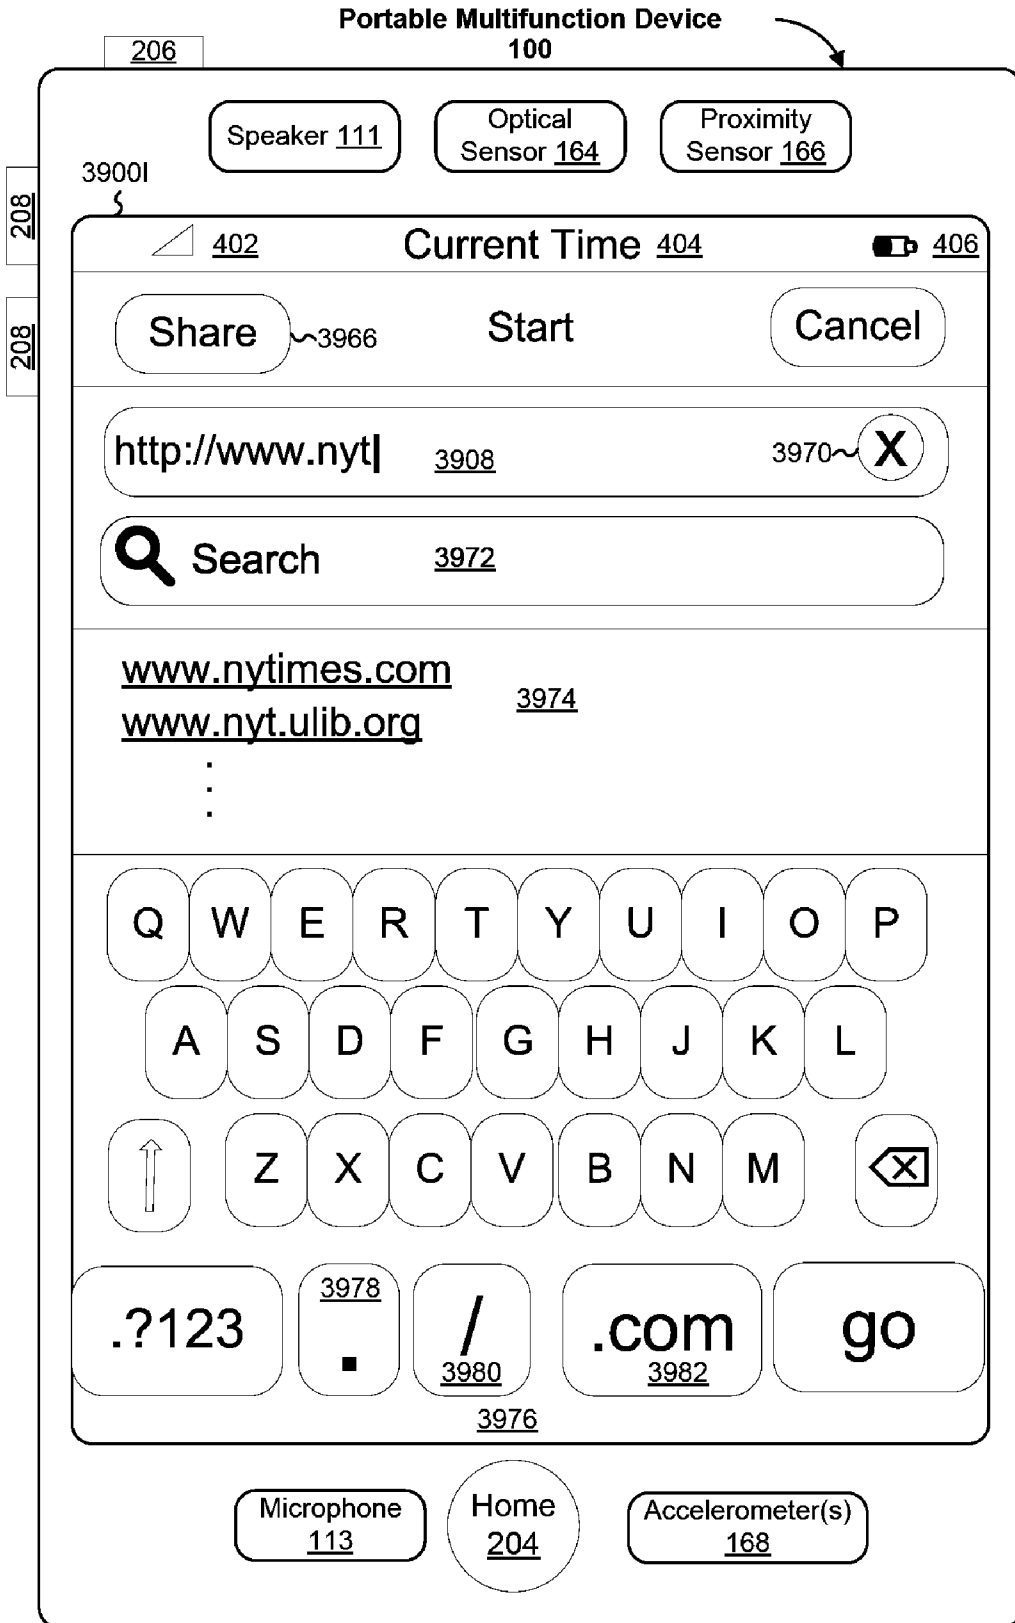 Portable Multifunction Device
100
206
Speaker 111
Optical
Sensor 164
Proximity
Sensor 166
3900I
208
208
402
Current Time 404
406
Share
3966
Start
Cancel
http://www.nyt
3908
3970
X
Search
3972
www.nytimes.com
www.nyt.ulib.org
3974
Q W E R T Y U I O P
A S D F G H J K L
Z X C V B N M
.?123
3978
.
/
3980
.com
3982
go
3976
Microphone
113
Home
204
Accelerometer(s)
168